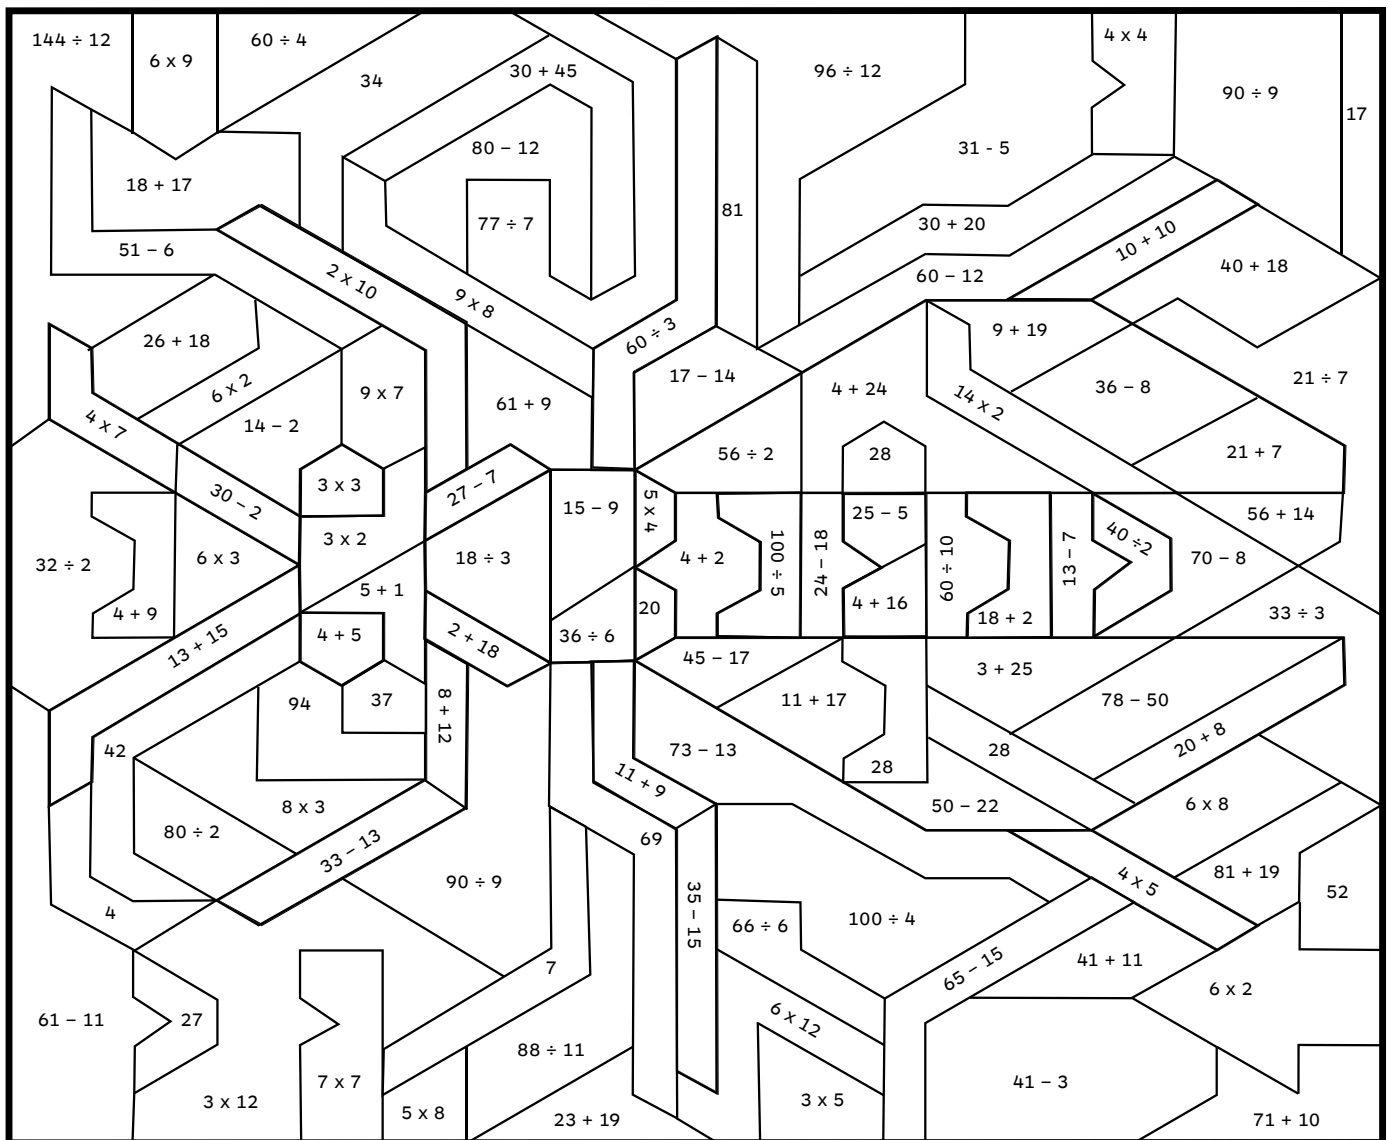 144 ÷ 12
6 x 9
60 ÷ 4
34
30 + 45
96 ÷ 12
4 x 4
90 ÷ 9
17
80 − 12
31 - 5
18 + 17
77 ÷ 7
81
30 + 20
10 + 10
51 − 6
2 x 10
9 x 8
60 − 12
40 + 18
26 + 18
60 ÷ 3
9 + 19
6 x 2
9 x 7
61 + 9
17 − 14
4 + 24
14 x 2
36 − 8
21 ÷ 7
4 x 7
14 − 2
56 ÷ 2
28
21 + 7
3 x 3
27 − 7
30 − 2
15 − 9
5 x 4
25 − 5
56 + 14
3 x 2
40 ÷2
32 ÷ 2
6 x 3
18 ÷ 3
4 + 2
100 ÷ 5
24 − 18
60 ÷ 10
13 − 7
70 − 8
5 + 1
4 + 9
20
4 + 16
18 + 2
33 ÷ 3
13 + 15
4 + 5
2 + 18
36 ÷ 6
45 − 17
3 + 25
94
37
8 + 12
11 + 17
78 − 50
42
73 − 13
28
28
20 + 8
11 + 9
8 x 3
50 − 22
6 x 8
80 ÷ 2
33 − 13
69
90 ÷ 9
4 x 5
81 + 19
52
4
35 − 15
66 ÷ 6
100 ÷ 4
7
65 − 15
41 + 11
6 x 2
61 − 11
27
6 x 12
88 ÷ 11
7 x 7
41 − 3
3 x 12
5 x 8
23 + 19
3 x 5
71 + 10